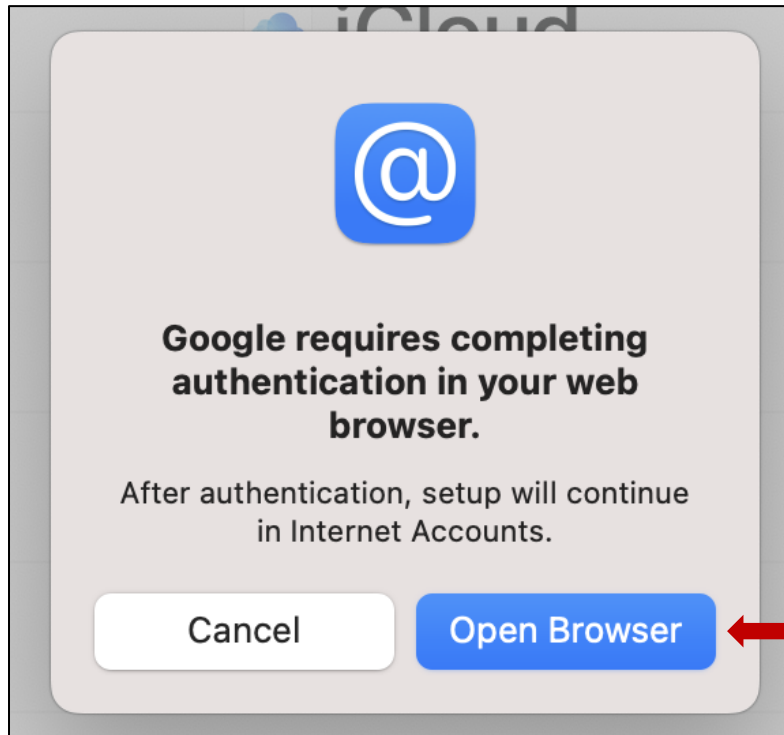 iCloud
@
Google requires completing
authentication in your web
browser.
After authentication, setup will continue
in Internet Accounts.
Cancel
Open Browser